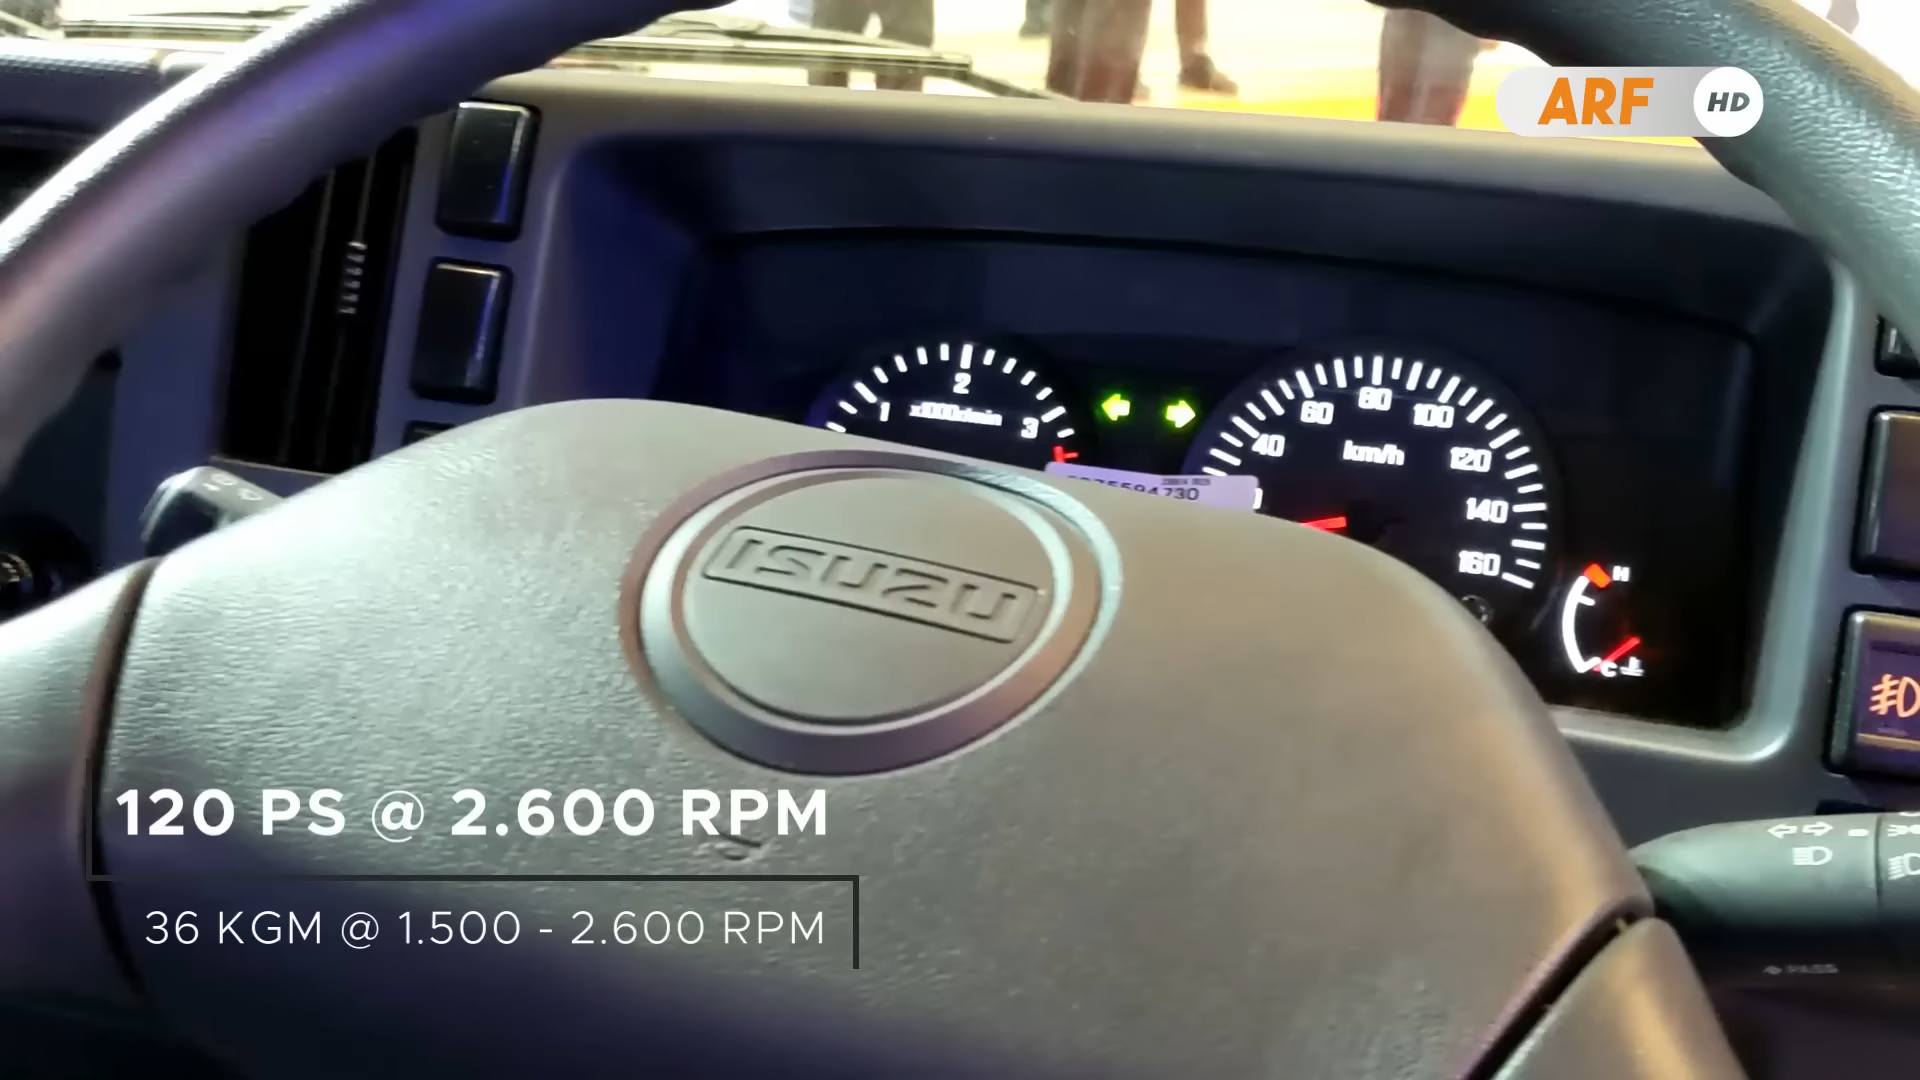 ARF HD
2
1
x1000r/min
3
60
80
100
40
km/h
120
140
160
H
C
ISUZU
120 PS @ 2.600 RPM
36 KGM @ 1.500 - 2.600 RPM
PASS